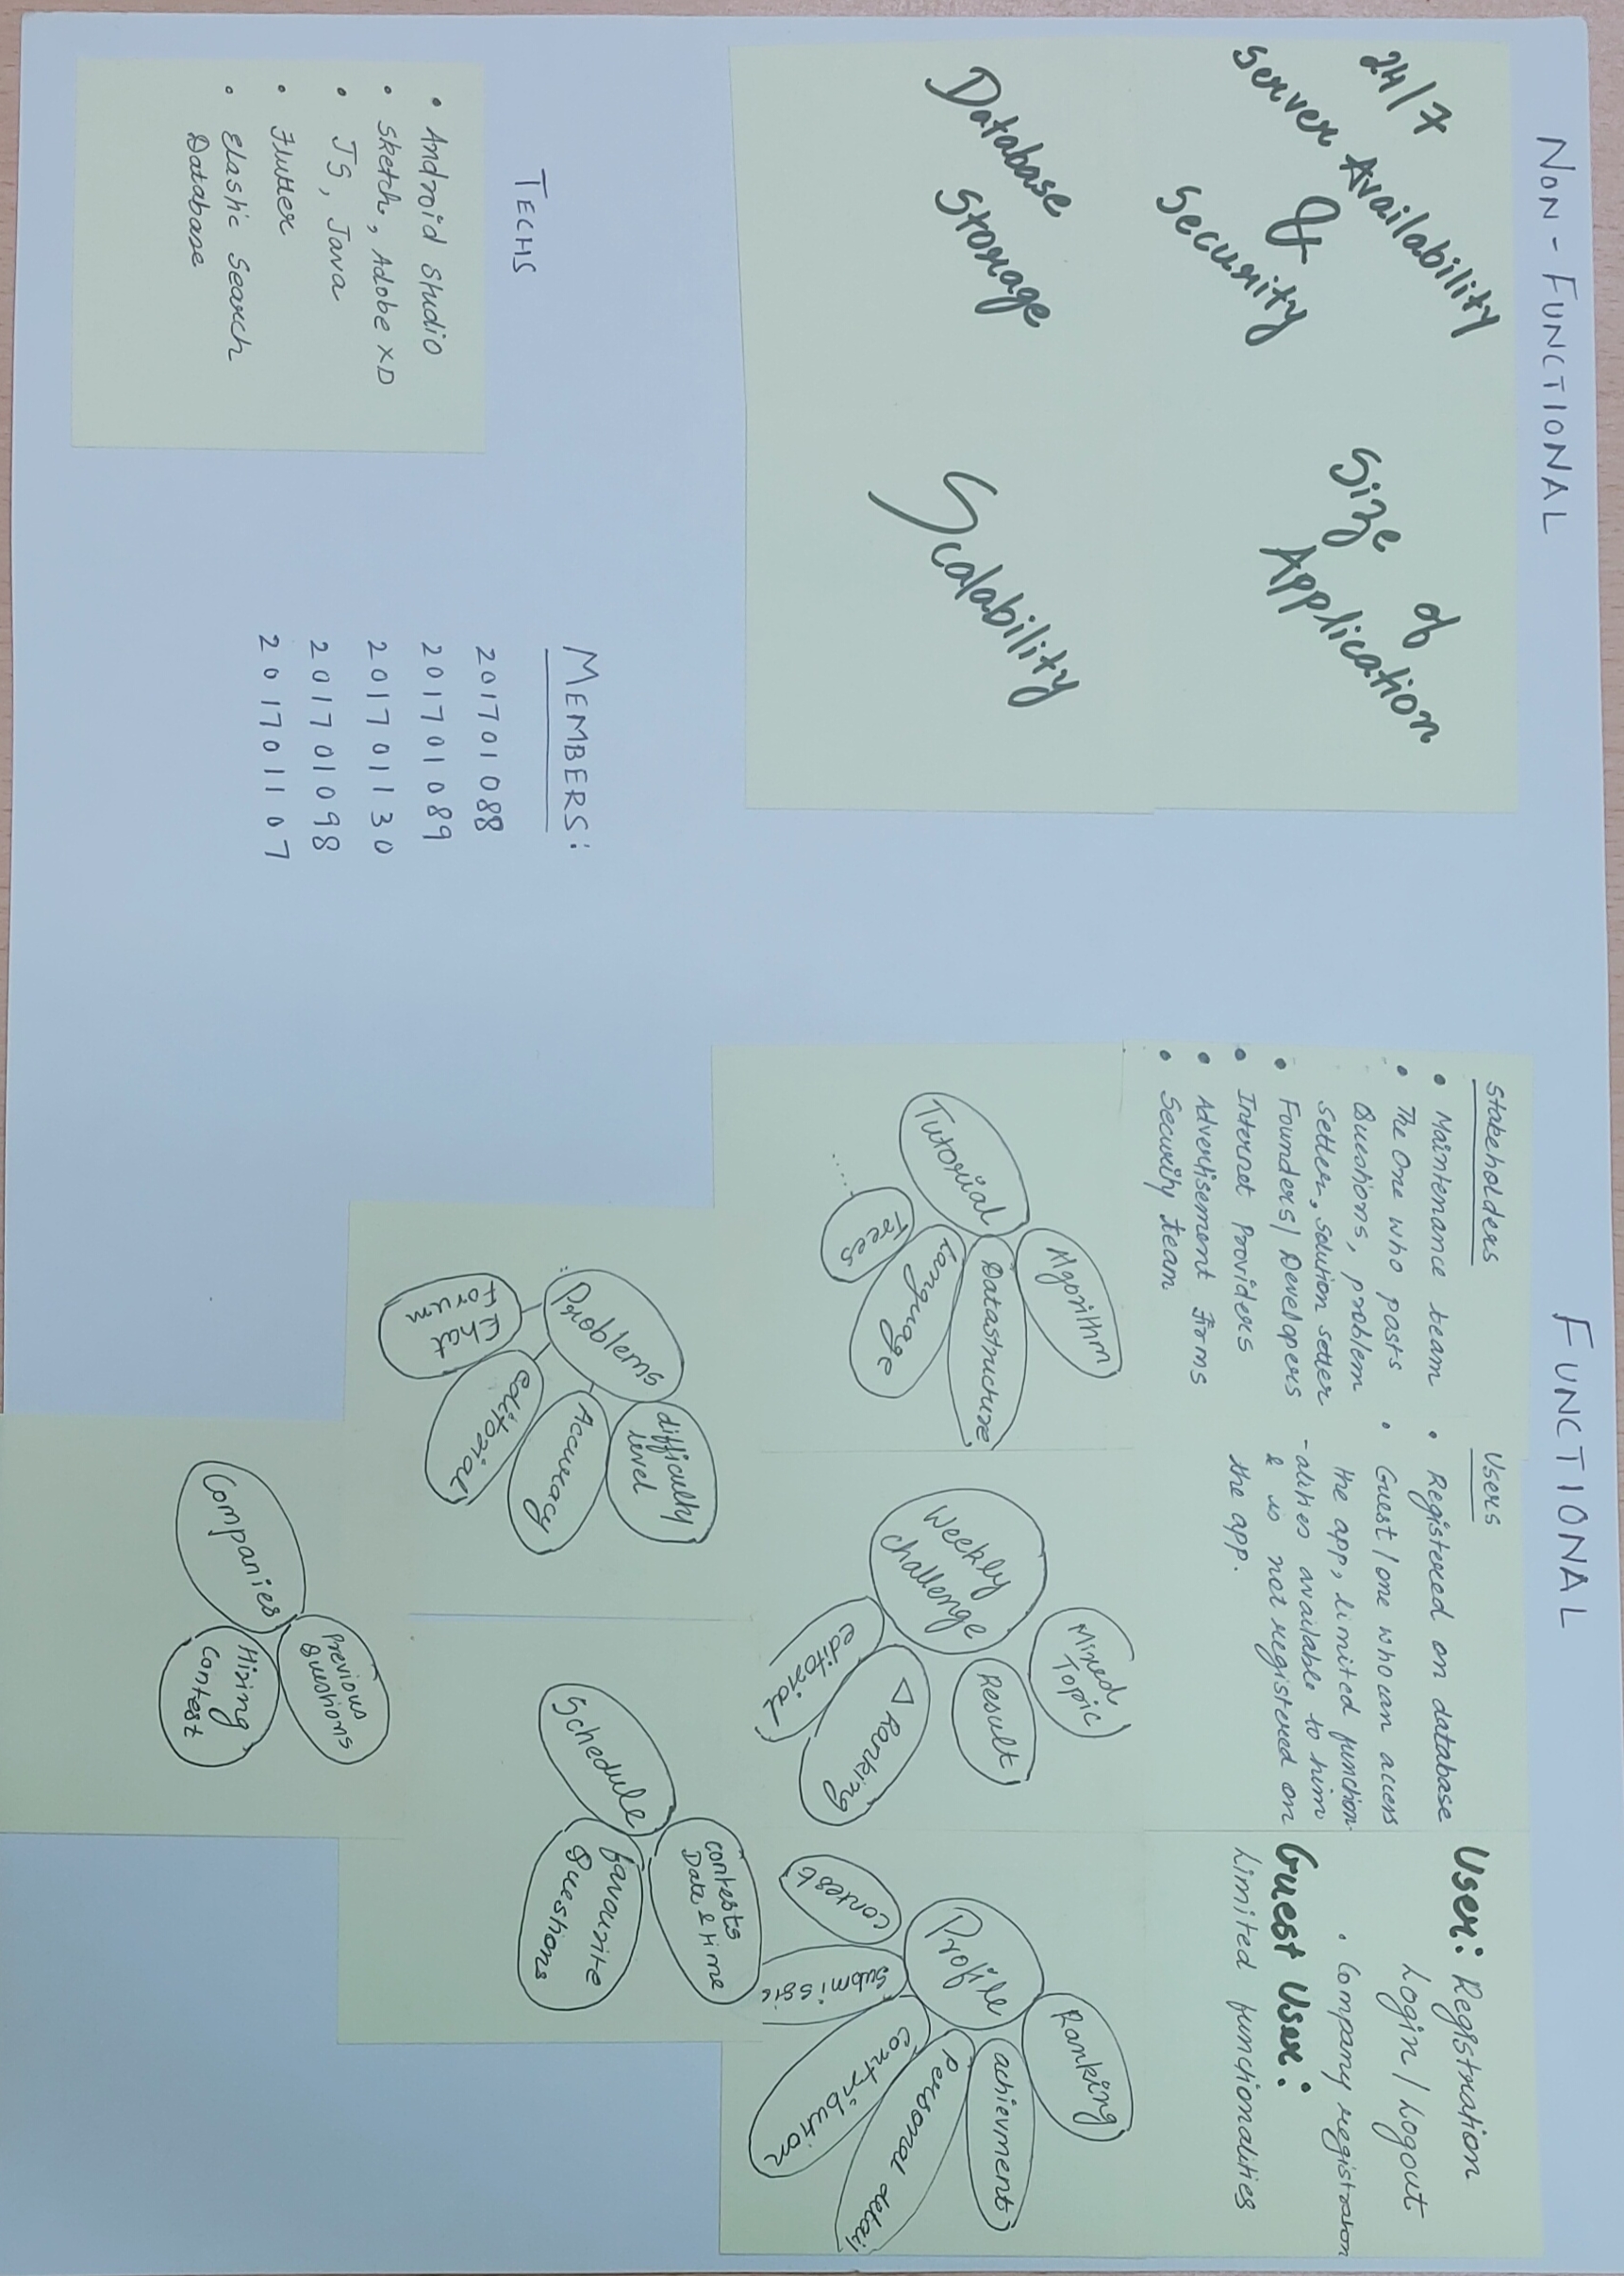 NON-FUNCTIONAL
24/7
Server Availability
&
Security
Size of
Application
Database
Storage
Scalability
TECHS
• Android studio
• Sketch, Adobe XD
• JS, Java
• Flutter
• Elastic Search
Database
MEMBERS:
201701088
201701089
201701130
201701098
201701107
FUNCTIONAL
Stakeholders
• Maintenance team
• The One who posts
Questions, problem
Setter, Solution setter
• Founders/Developers
• Internet Providers
• Advertisement Firms
• Security team
Users
• Registered on database
• Guest/one who can access
the app, limited function-
-alities available to him
& is not registered on
the app.
User: Registration
Login/Logout
• Company registration
Guest User:
Limited functionalities
Tutorial
Algorithm
Datastructure
Language
Trees
.....
Weekly
challenge
Mixed
Topic
Result
Ranking
editorial
Profile
Ranking
achievment
Personal detail
Contribution
Submissio
Contest
Problems
difficulty
level
Accuracy
editorial
Chat
Forum
Schedule
Contests
Date & time
favourite
Questions
Companies
Previous
Questions
Hiring
Contest